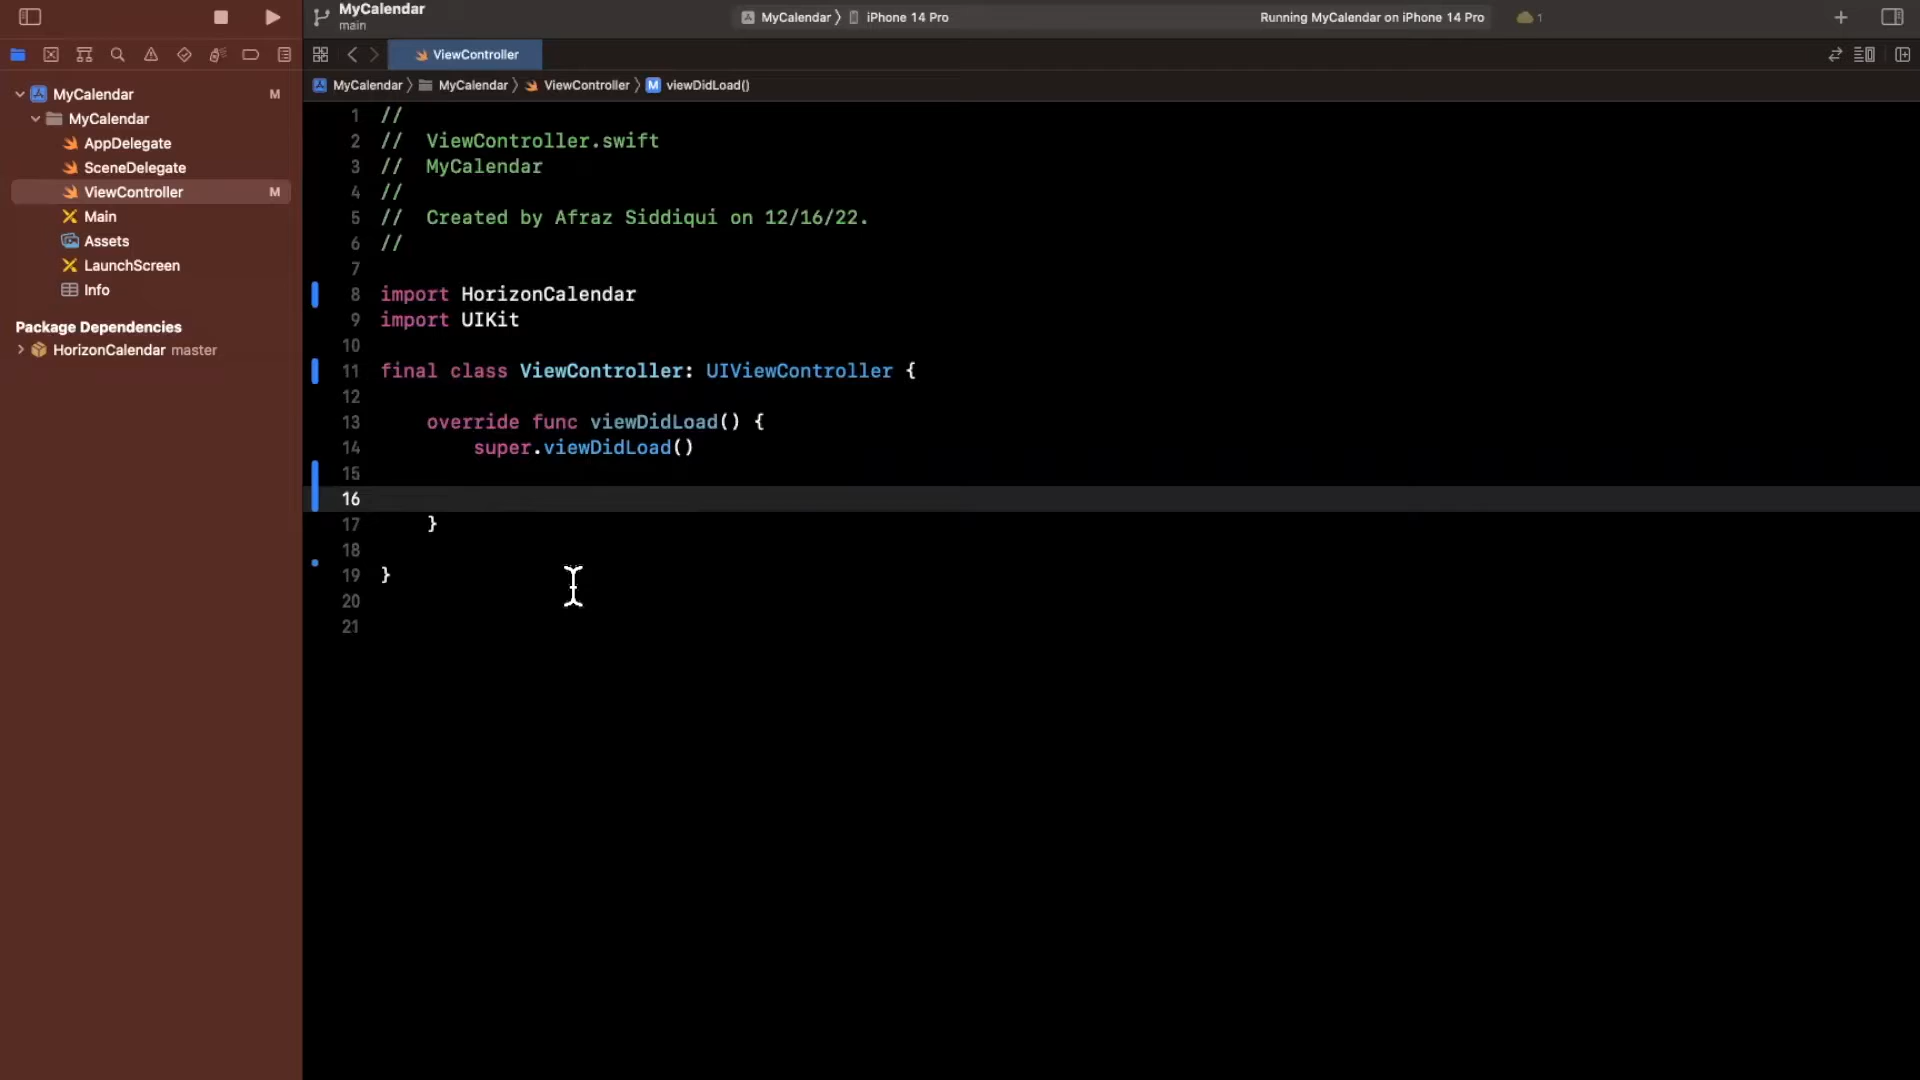 MyCalendar
main
MyCalendar
iPhone 14 Pro
Running MyCalendar on iPhone 14 Pro
1
ViewController
MyCalendar
MyCalendar
ViewController
M
viewDidLoad()
MyCalendar
M
MyCalendar
AppDelegate
SceneDelegate
ViewController
M
Main
Assets
LaunchScreen
Info
Package Dependencies
HorizonCalendar master
1 //
2 // ViewController.swift
3 // MyCalendar
4 //
5 // Created by Afraz Siddiqui on 12/16/22.
6 //
7
8 import HorizonCalendar
9 import UIKit
10
11 final class ViewController: UIViewController {
12
13 override func viewDidLoad() {
14 super.viewDidLoad()
15
16
17 }
18
19 }
20
21